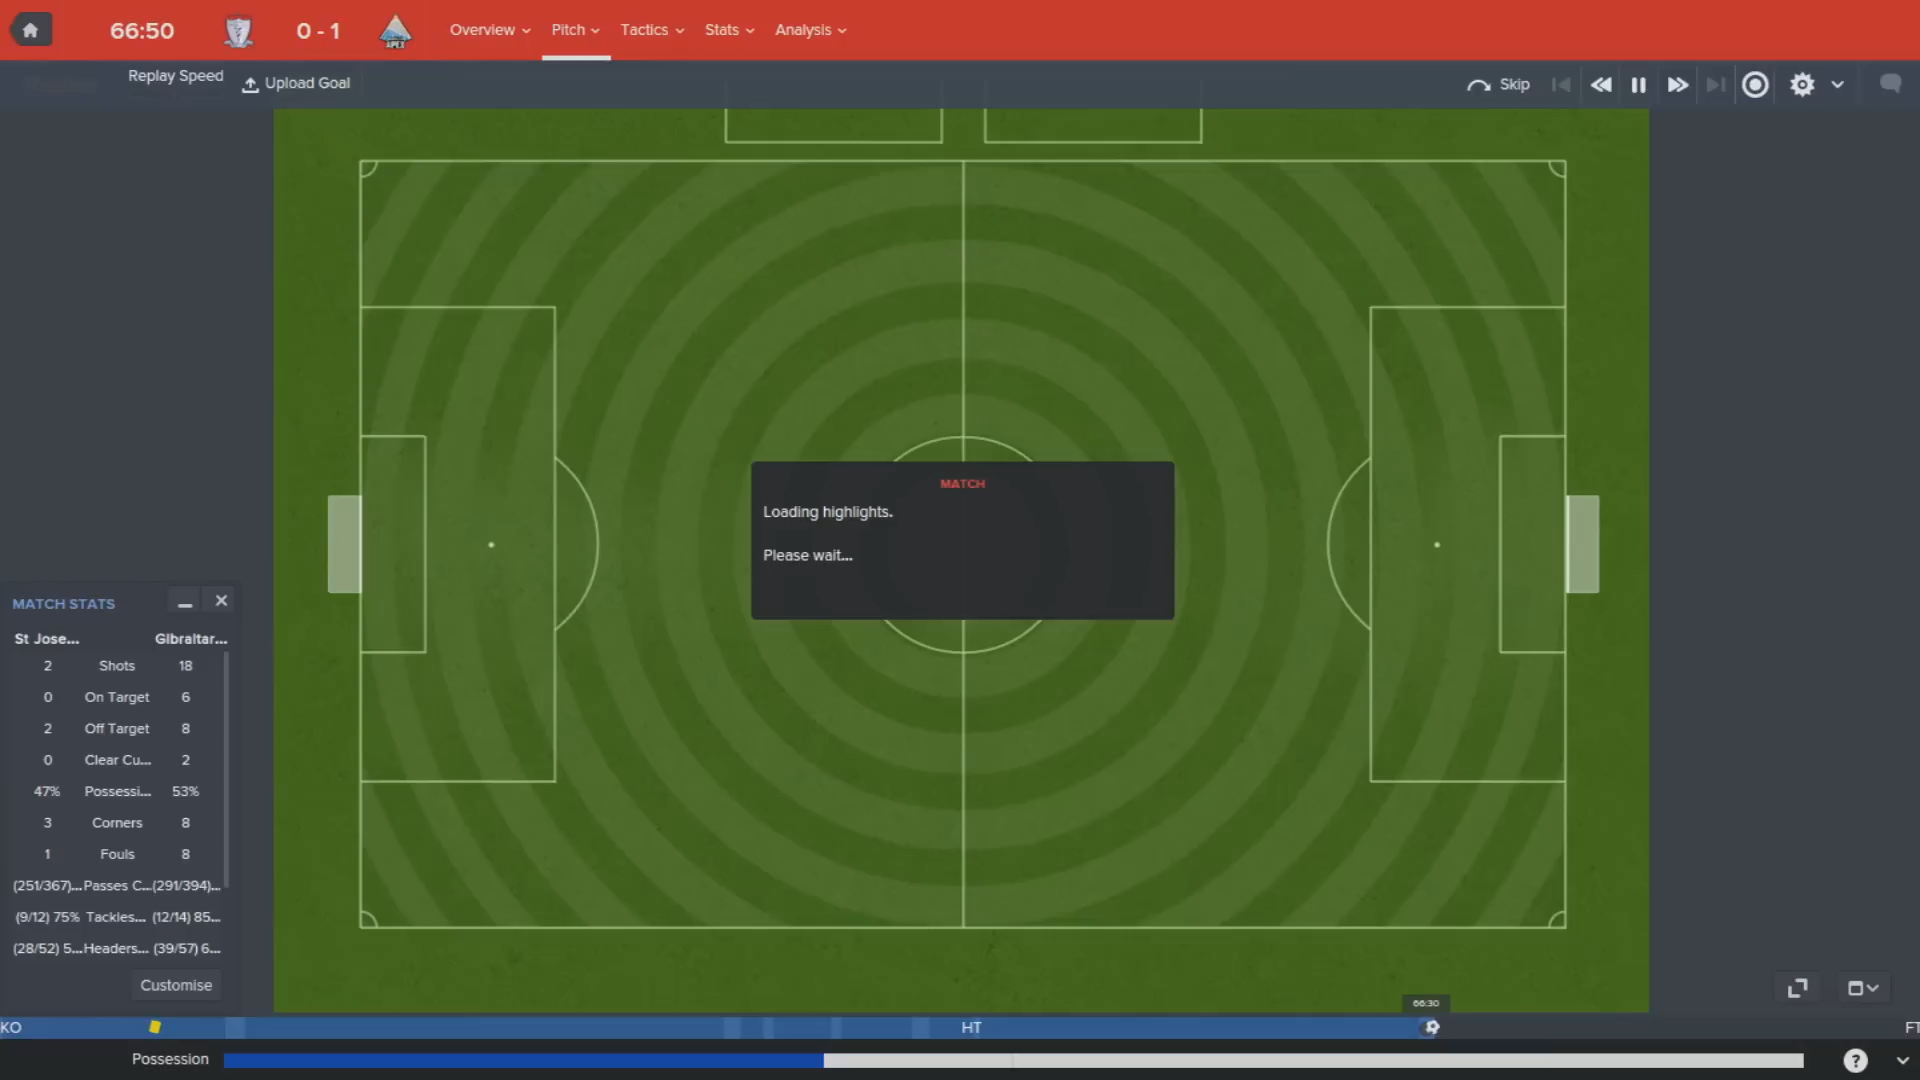 66:50
0 - 1
APEX
Overview
Pitch
Tactics
Stats
Analysis
Replay Speed
Upload Goal
Skip
MATCH
Loading highlights.
Please wait...
MATCH STATS
St Jose... Gibraltar...
2 Shots 18
0 On Target 6
2 Off Target 8
0 Clear Cu... 2
47% Possessi... 53%
3 Corners 8
1 Fouls 8
(251/367)... Passes C... (291/394)...
(9/12) 75% Tackles... (12/14) 85...
(28/52) 5... Headers... (39/57) 6...
Customise
66:30
KO HT FT
Possession
?